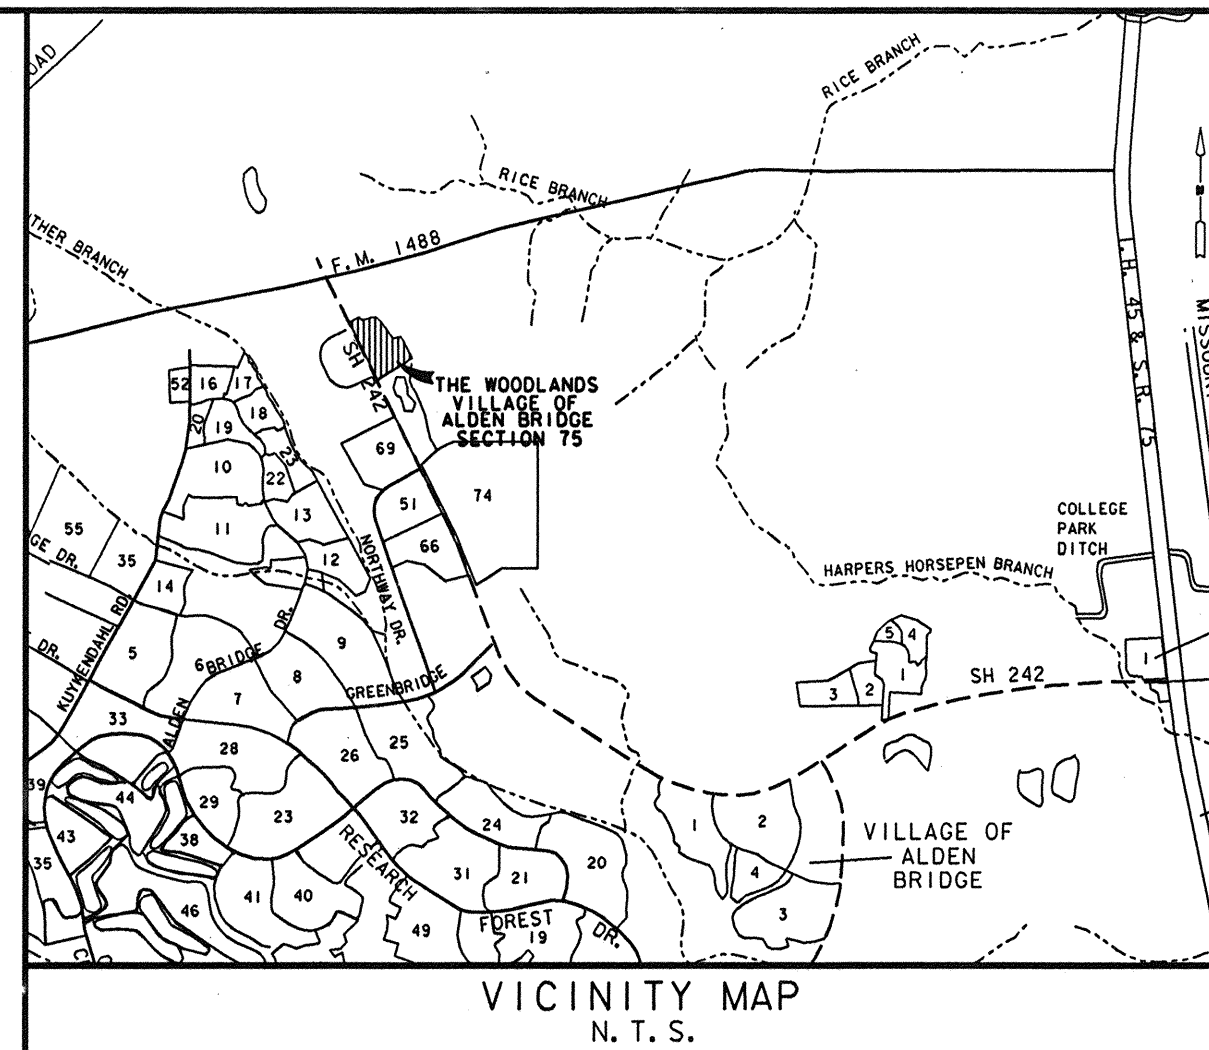 OAD
RICE BRANCH
RICE BRANCH
THER BRANCH
F. M. 1488
I.H. 45 & S.R. 75
MISSOURI
SH 242
THE WOODLANDS
VILLAGE OF
ALDEN BRIDGE
SECTION 75
52 16 17
20 19 18
10 22 23
69
51 74
66
11 13
12
55 35
14
GE DR.
NORTHWAY DR.
COLLEGE
PARK
DITCH
HARPERS HORSEPEN BRANCH
KUYKENDAHL RD.
DR.
5
6
ALDEN BRIDGE DR.
9
8
7
GREENBRIDGE
5 4
3 2 1
SH 242
1
33
28
26 25
39
44
29
23
32
24
1 2
43
38
35
RESEARCH
31 21
20
4
3
VILLAGE OF
ALDEN
BRIDGE
46
41 40
49
19
FOREST DR.
VICINITY MAP
N. T. S.